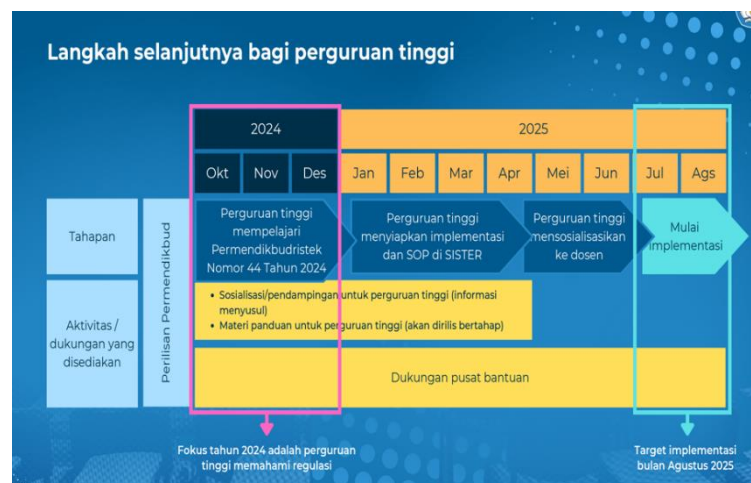 Langkah selanjutnya bagi perguruan tinggi
2024
2025
Okt
Nov
Des
Jan
Feb
Mar
Apr
Mei
Jun
Jul
Ags
Tahapan
Perilisan Permendikbud
Perguruan tinggi
mempelajari
Permendikbudristek
Nomor 44 Tahun 2024
Perguruan tinggi
menyiapkan implementasi
dan SOP di SISTER
Perguruan tinggi
mensosialisasikan
ke dosen
Mulai
implementasi
Aktivitas /
dukungan yang
disediakan
• Sosialisasi/pendampingan untuk perguruan tinggi (informasi
menyusul)
• Materi panduan untuk perguruan tinggi (akan dirilis bertahap)
Dukungan pusat bantuan
Fokus tahun 2024 adalah perguruan
tinggi memahami regulasi
Target implementasi
bulan Agustus 2025